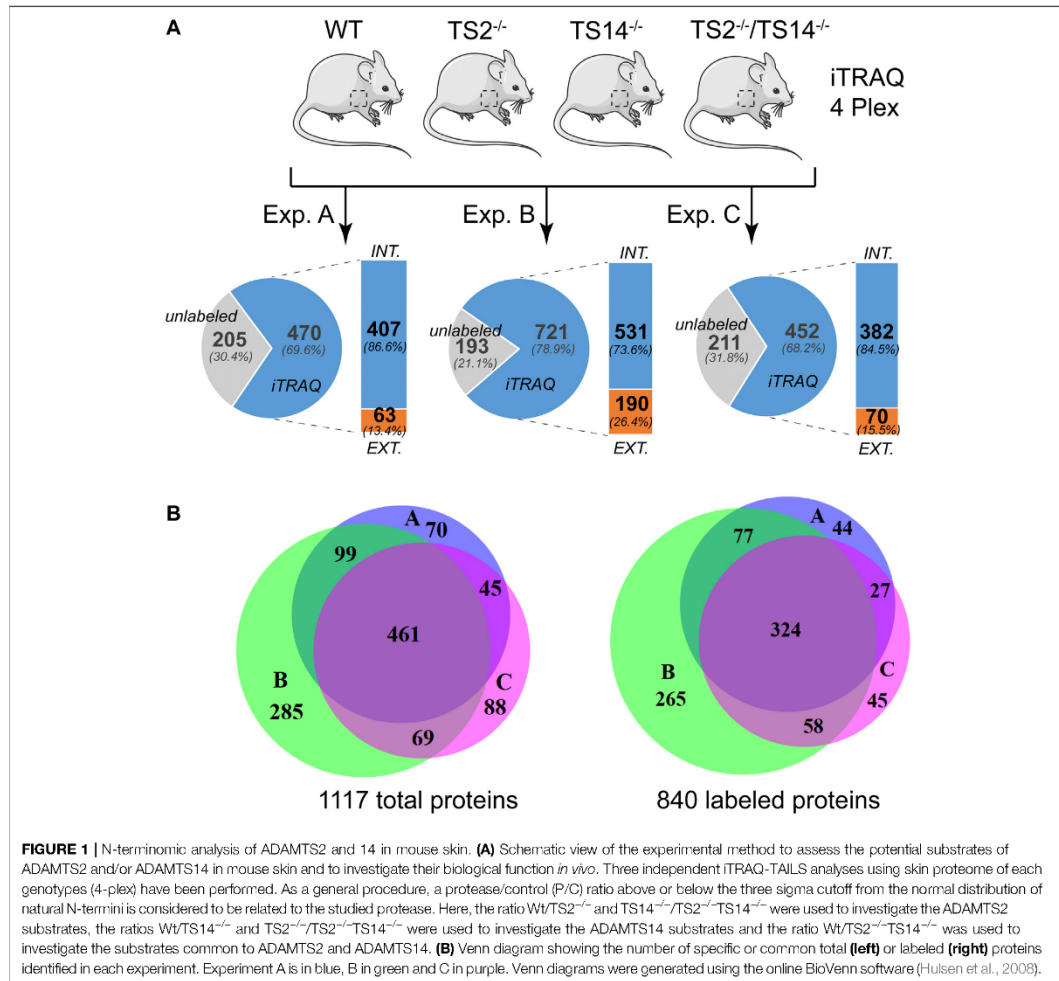 A
WT TS2-/- TS14-/- TS2-/-/TS14-/-
iTRAQ
4 Plex
Exp. A Exp. B Exp. C
INT. INT. INT.
unlabeled
205
(30.4%)
470
(69.6%)
iTRAQ
407
(86.6%)
63
(13.4%)
EXT.
unlabeled
193
(21.1%)
721
(78.9%)
iTRAQ
531
(73.6%)
190
(26.4%)
EXT.
unlabeled
211
(31.8%)
452
(68.2%)
iTRAQ
382
(84.5%)
70
(15.5%)
EXT.
B
A 70
99
45
461
B
285
C
88
69
1117 total proteins
A 44
77
27
324
B
265
C
45
58
840 labeled proteins
FIGURE 1 | N-terminomic analysis of ADAMTS2 and 14 in mouse skin. (A) Schematic view of the experimental method to assess the potential substrates of
ADAMTS2 and/or ADAMTS14 in mouse skin and to investigate their biological function in vivo. Three independent iTRAQ-TAILS analyses using skin proteome of each
genotypes (4-plex) have been performed. As a general procedure, a protease/control (P/C) ratio above or below the three sigma cutoff from the normal distribution of
natural N-termini is considered to be related to the studied protease. Here, the ratio Wt/TS2−/− and TS14−/−/TS2−/−TS14−/− were used to investigate the ADAMTS2
substrates, the ratios Wt/TS14−/− and TS2−/−/TS2−/−TS14−/− were used to investigate the ADAMTS14 substrates and the ratio Wt/TS2−/−TS14−/− was used to
investigate the substrates common to ADAMTS2 and ADAMTS14. (B) Venn diagram showing the number of specific or common total (left) or labeled (right) proteins
identified in each experiment. Experiment A is in blue, B in green and C in purple. Venn diagrams were generated using the online BioVenn software (Hulsen et al., 2008).